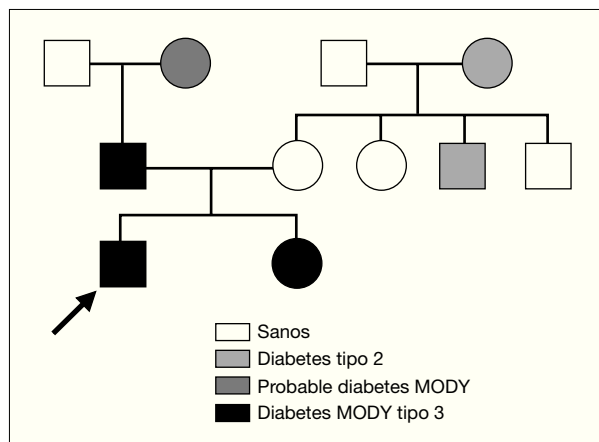 Sanos
Diabetes tipo 2
Probable diabetes MODY
Diabetes MODY tipo 3